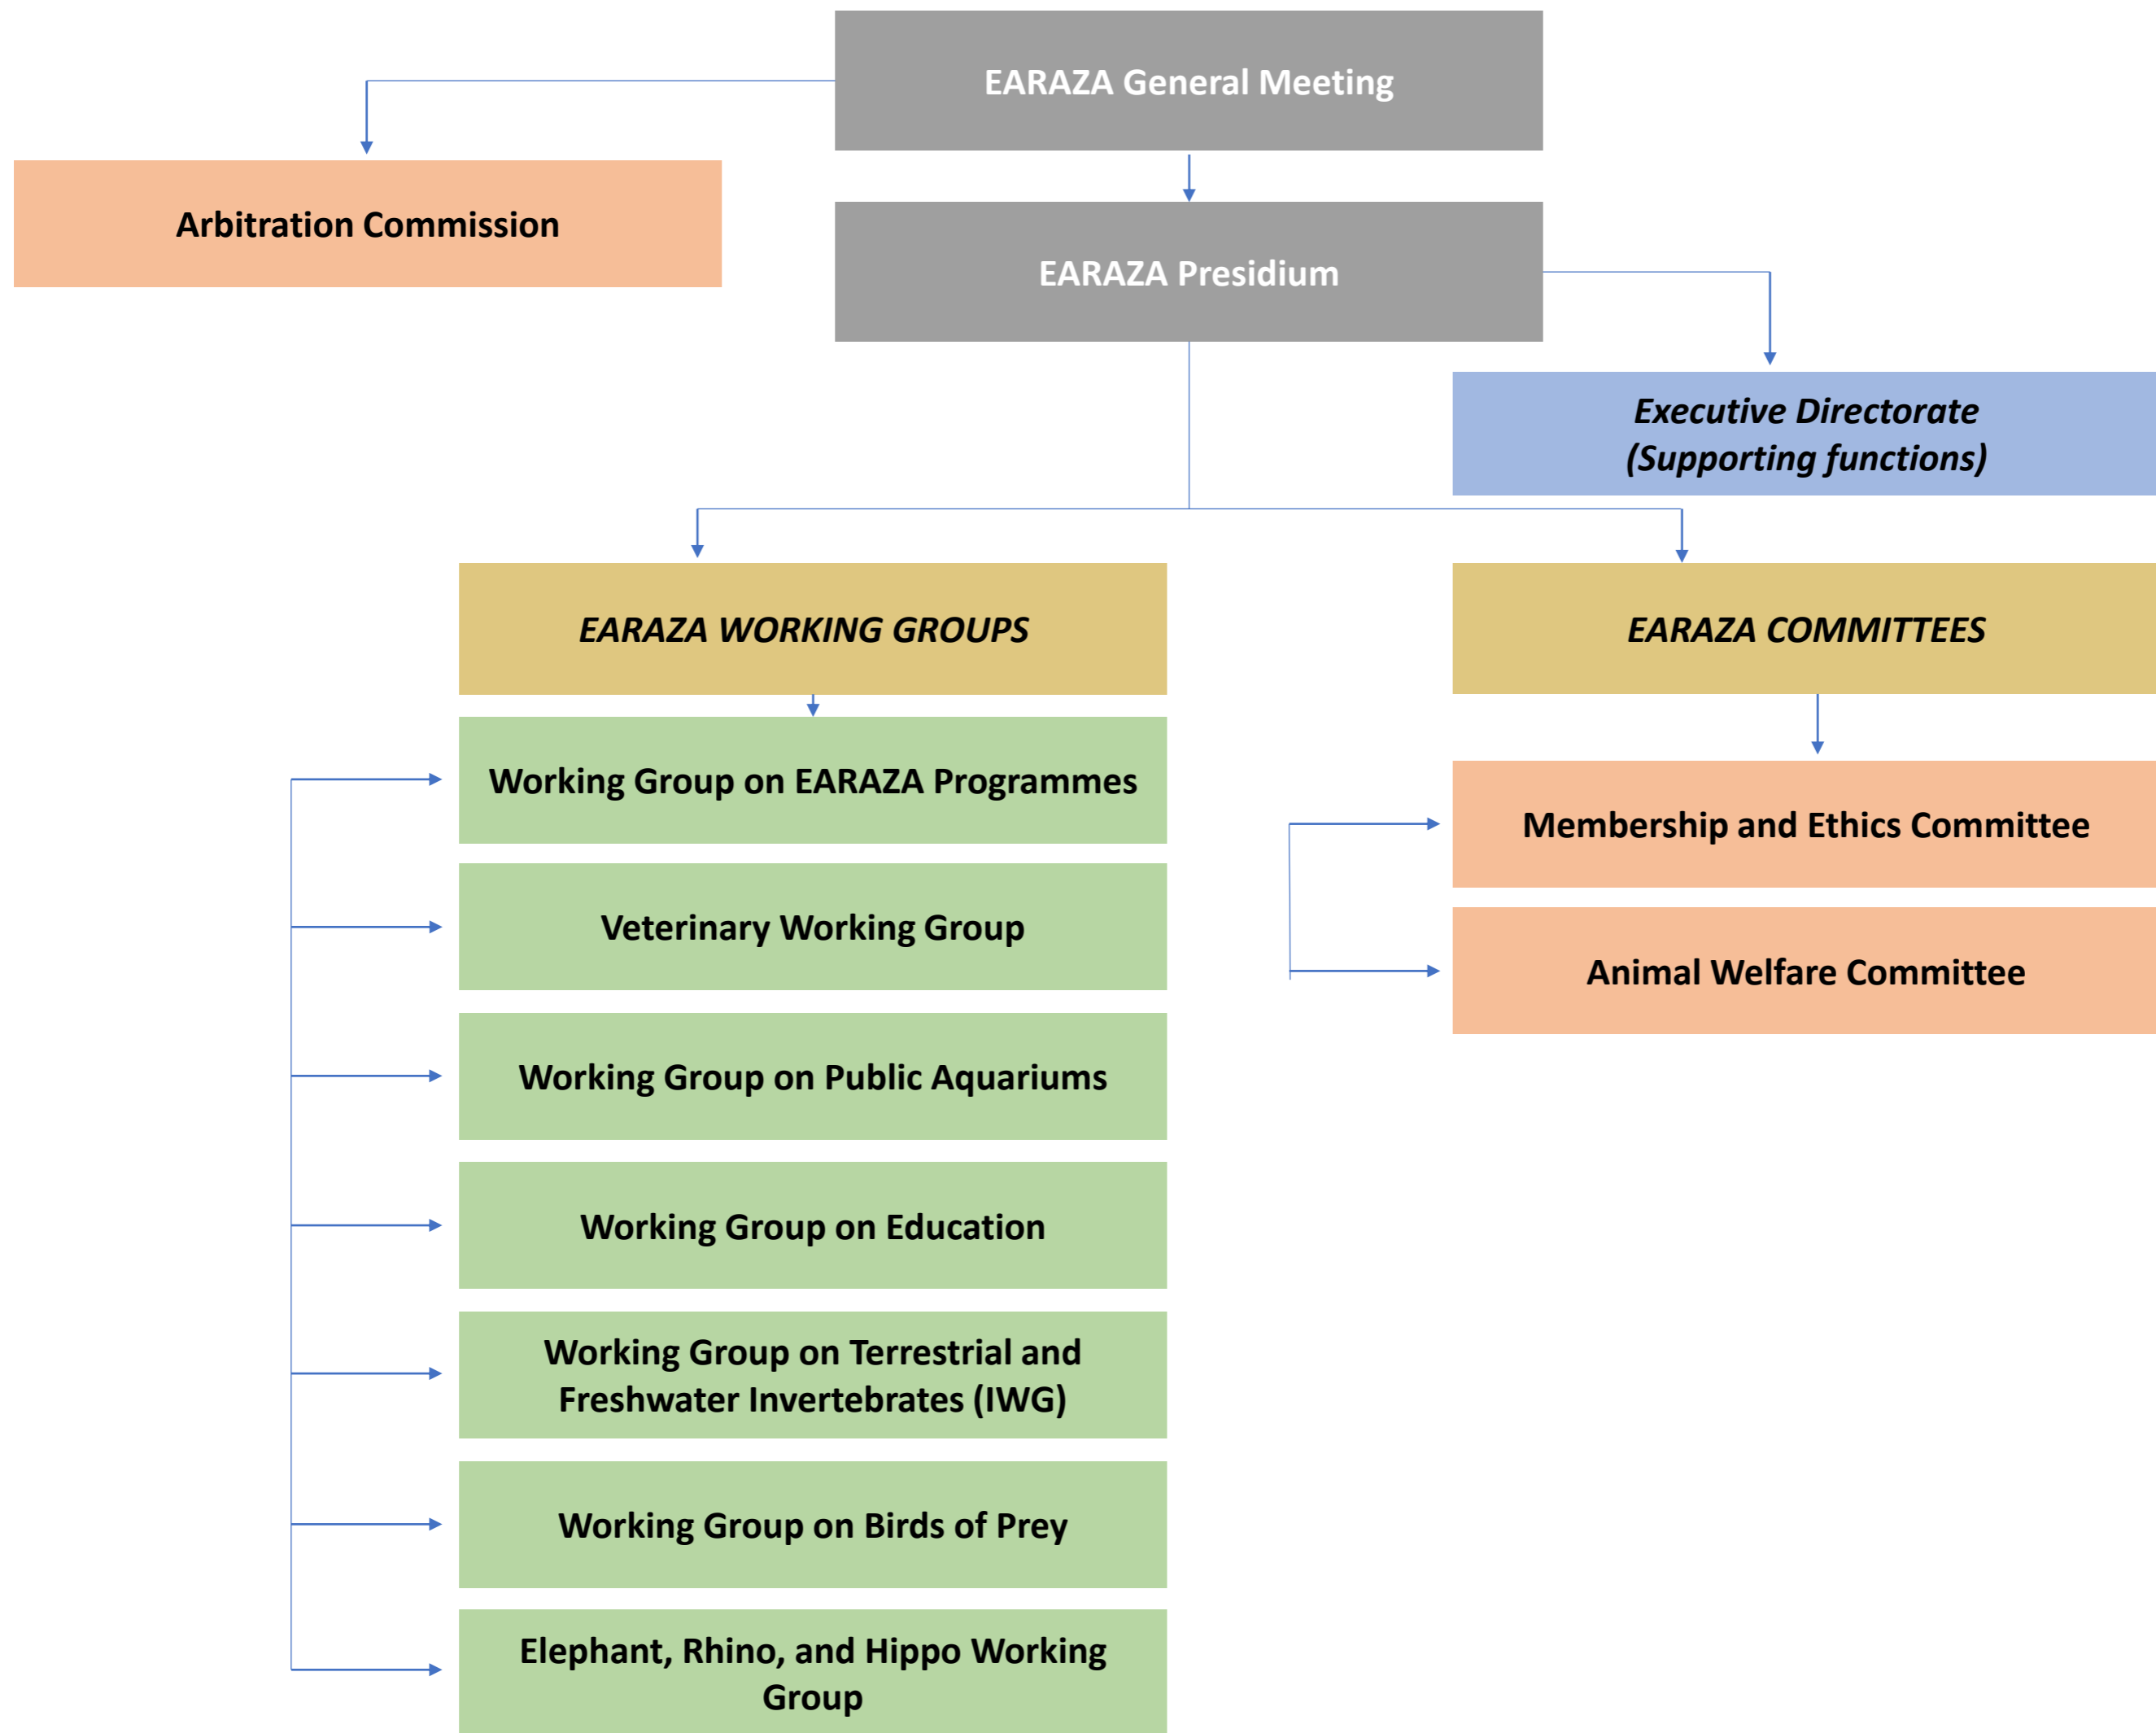 EARAZA General Meeting
Arbitration Commission
EARAZA Presidium
Executive Directorate
(Supporting functions)
EARAZA WORKING GROUPS
EARAZA COMMITTEES
Working Group on EARAZA Programmes
Membership and Ethics Committee
Veterinary Working Group
Animal Welfare Committee
Working Group on Public Aquariums
Working Group on Education
Working Group on Terrestrial and
Freshwater Invertebrates (IWG)
Working Group on Birds of Prey
Elephant, Rhino, and Hippo Working
Group